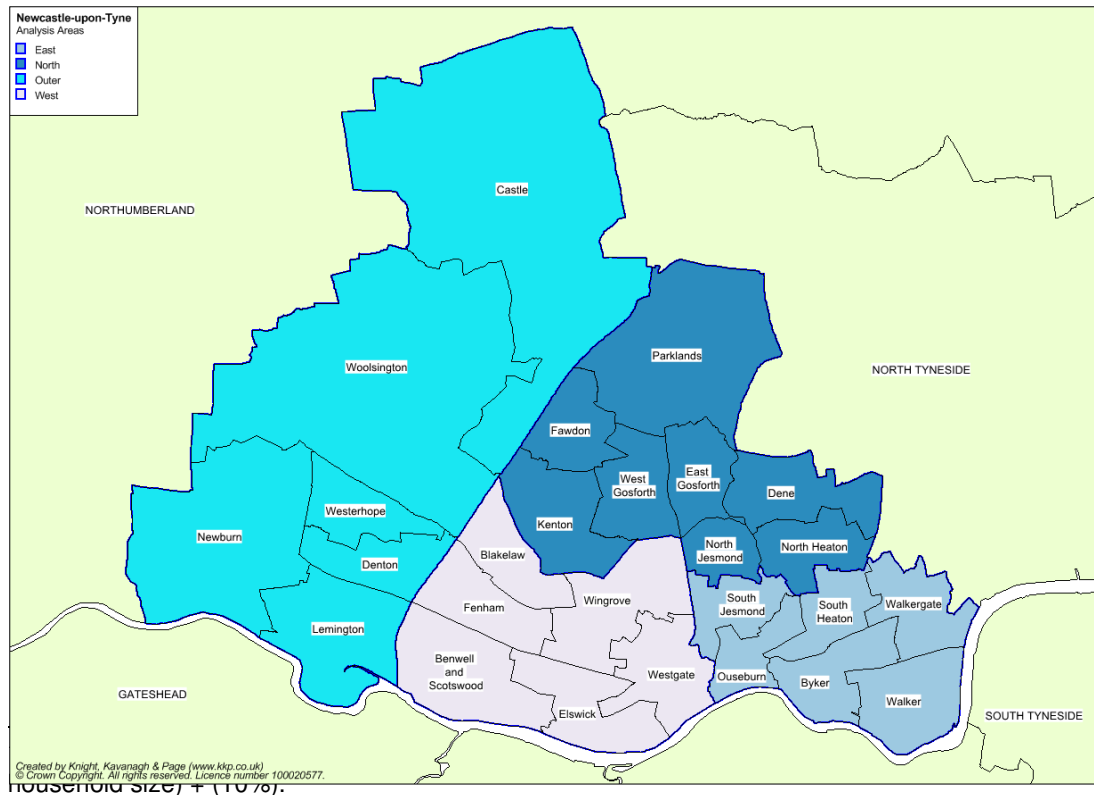 Newcastle-upon-Tyne
Analysis Areas
East
North
Outer
West
Castle
NORTHUMBERLAND
Parklands
Woolsington
NORTH TYNESIDE
Fawdon
West
Gosforth
East
Gosforth
Dene
Westerhope
Kenton
Newburn
North
Jesmond
North Heaton
Blakelaw
Denton
Fenham
Wingrove
South
Jesmond
South
Heaton
Walkergate
Lemington
Benwell
and
Scotswood
Westgate
Ouseburn
Byker
Walker
GATESHEAD
Elswick
SOUTH TYNESIDE
Created by Knight, Kavanagh & Page (www.kkp.co.uk)
© Crown Copyright. All rights reserved. Licence number 100020577.
household size) + (10%).